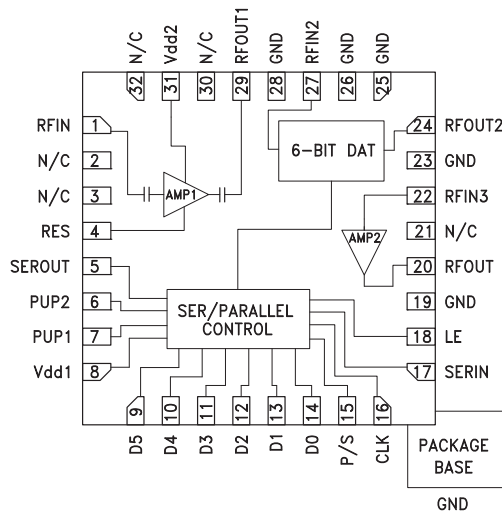 N/C
Vdd2
N/C
RFOUT1
GND
RFIN2
GND
GND
32
31
30
29
28
27
26
25
RFIN 1
N/C 2
N/C 3
RES 4
SEROUT 5
PUP2 6
PUP1 7
Vdd1 8
AMP1
6-BIT DAT
AMP2
SER/PARALLEL
CONTROL
24 RFOUT2
23 GND
22 RFIN3
21 N/C
20 RFOUT
19 GND
18 LE
17 SERIN
9
10
11
12
13
14
15
16
D5
D4
D3
D2
D1
D0
P/S
CLK
PACKAGE
BASE
GND